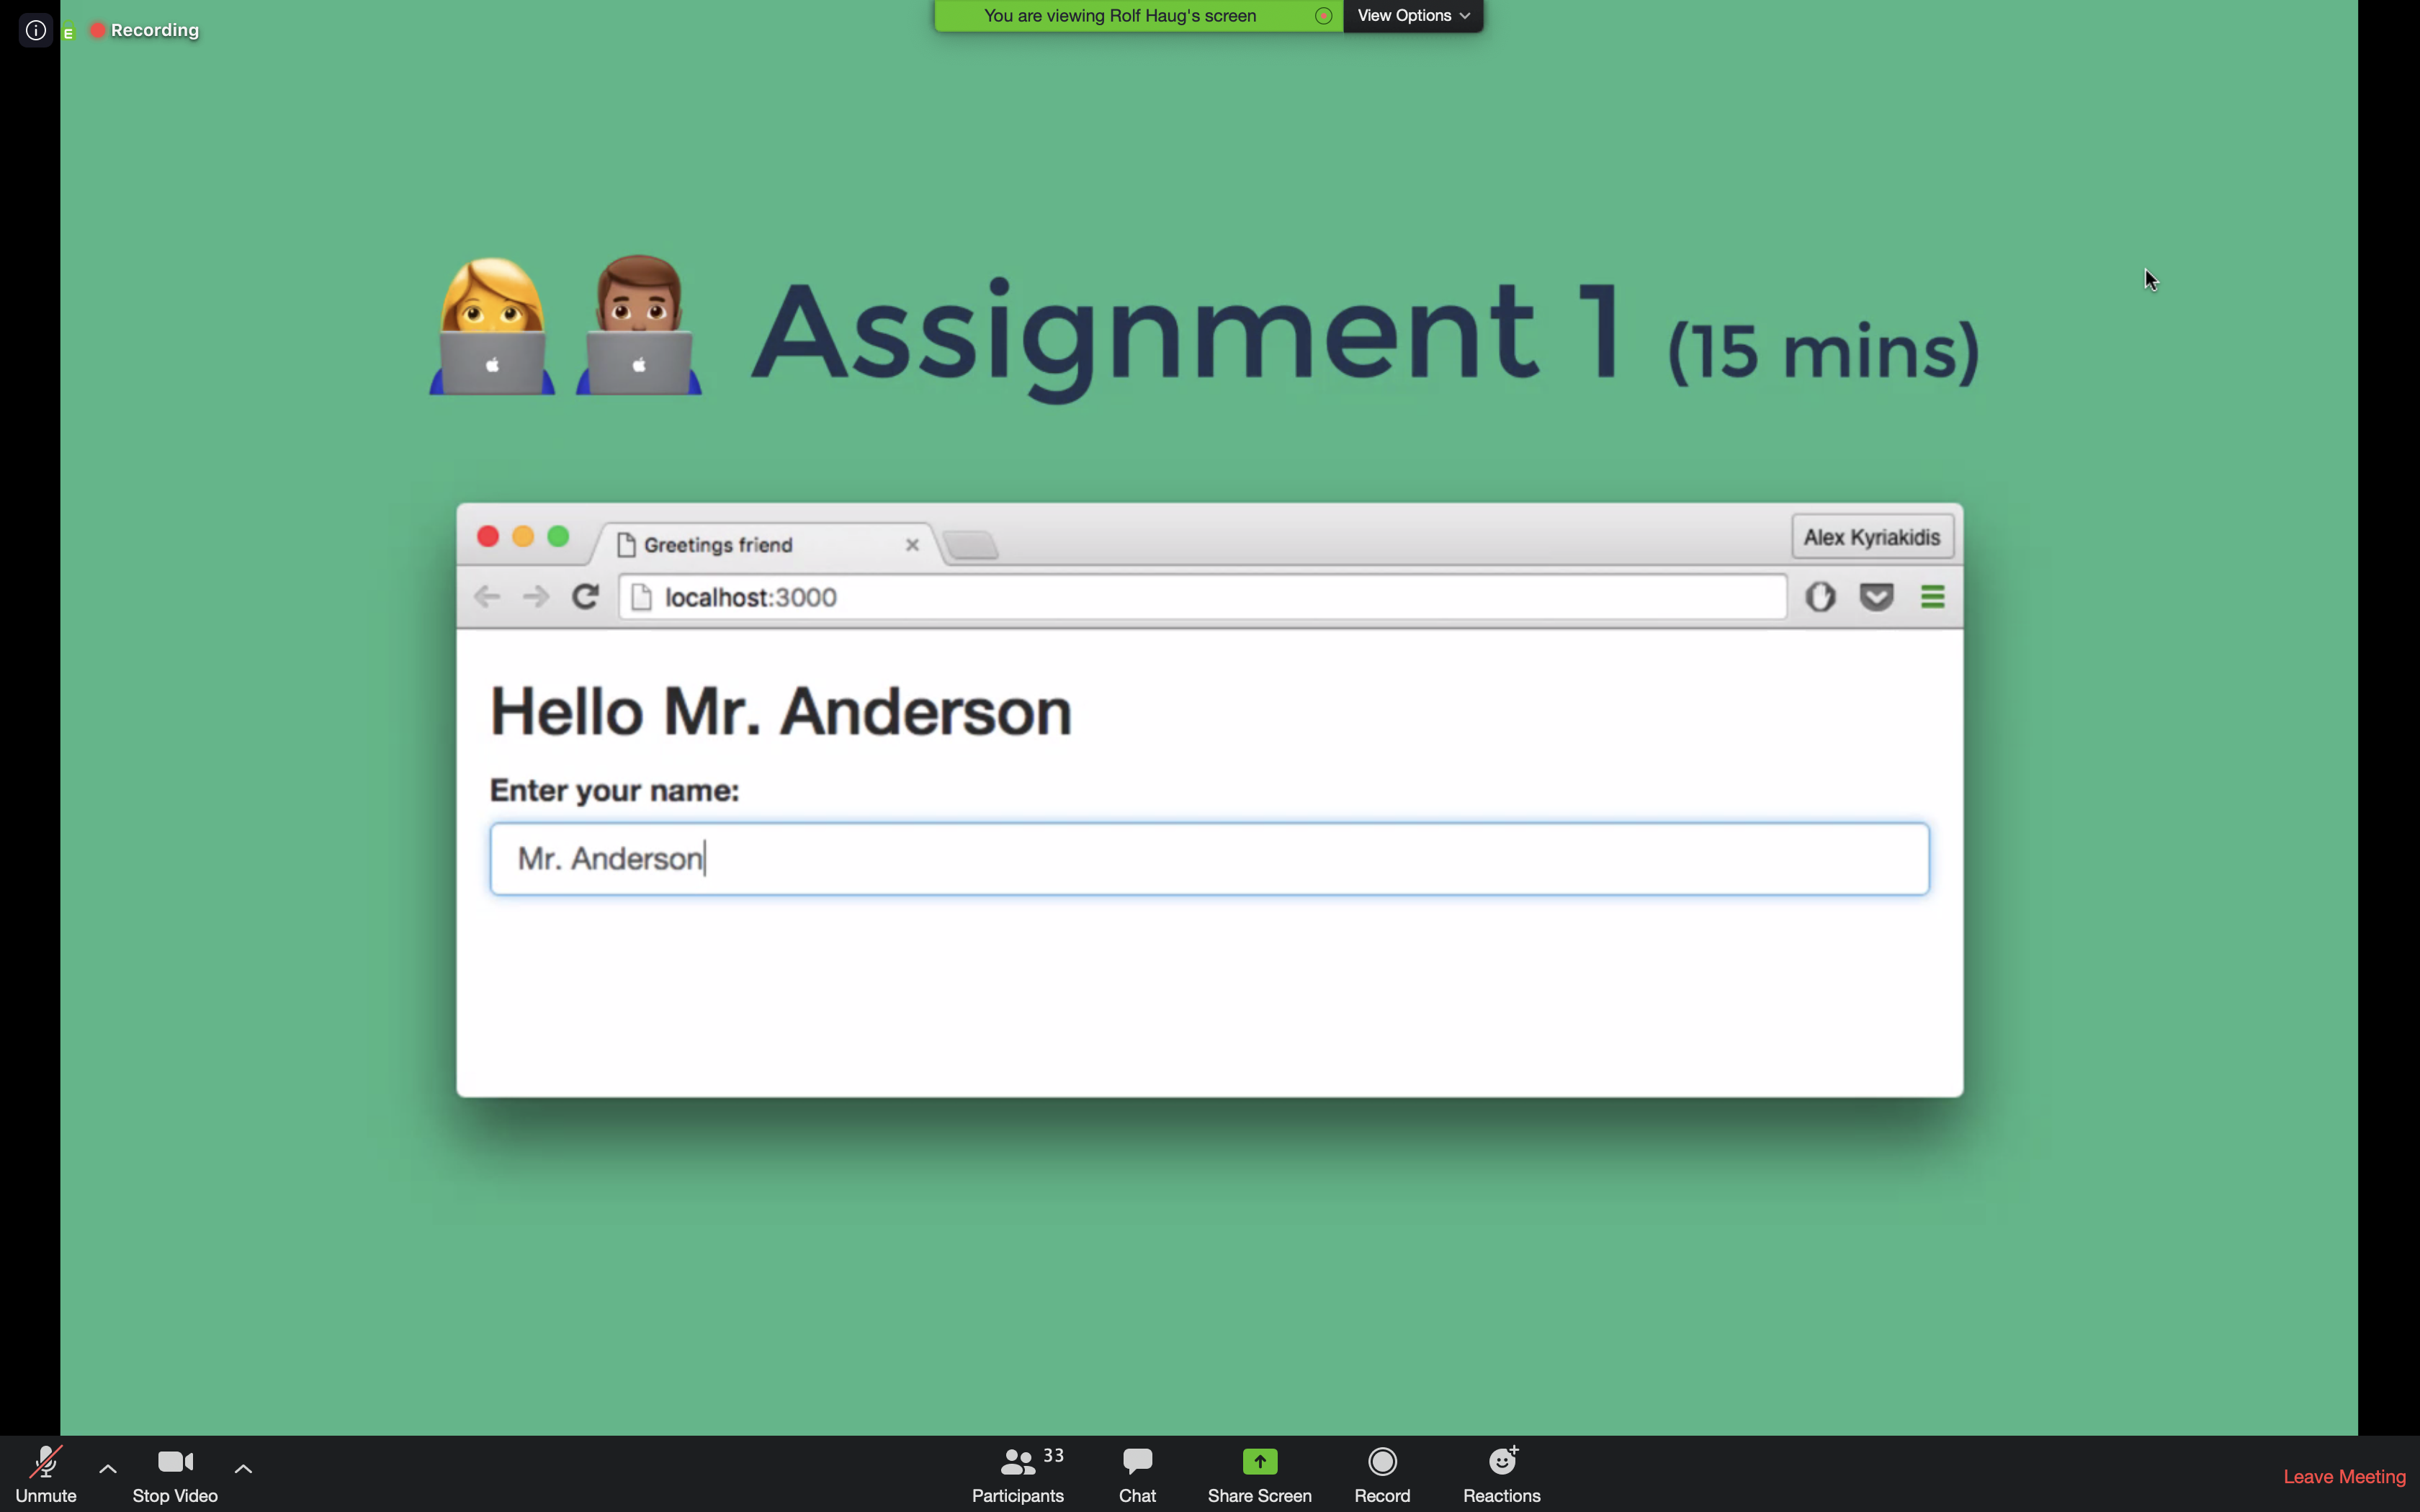 E
Recording
You are viewing Rolf Haug's screen
View Options
Assignment 1 (15 mins)
Greetings friend
Alex Kyriakidis
localhost:3000
Hello Mr. Anderson
Enter your name:
Mr. Anderson
33
Unmute
Stop Video
Participants
Chat
Share Screen
Record
Reactions
Leave Meeting